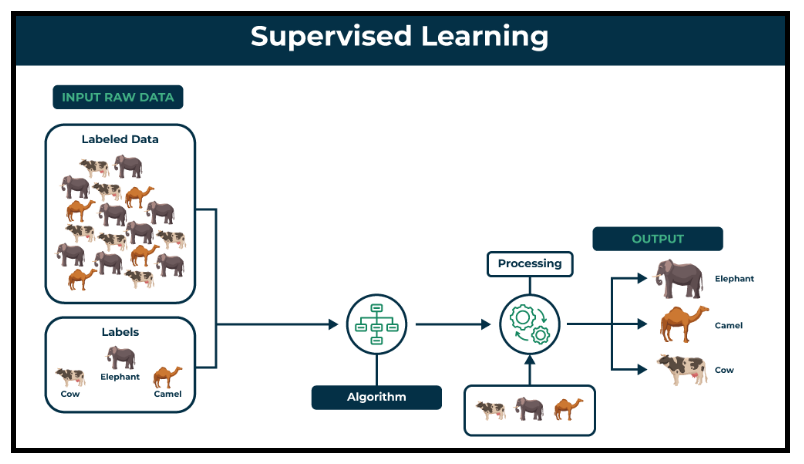 Supervised Learning
INPUT RAW DATA
Labeled Data
Labels
Elephant
Cow
Camel
Algorithm
Processing
OUTPUT
Elephant
Camel
Cow